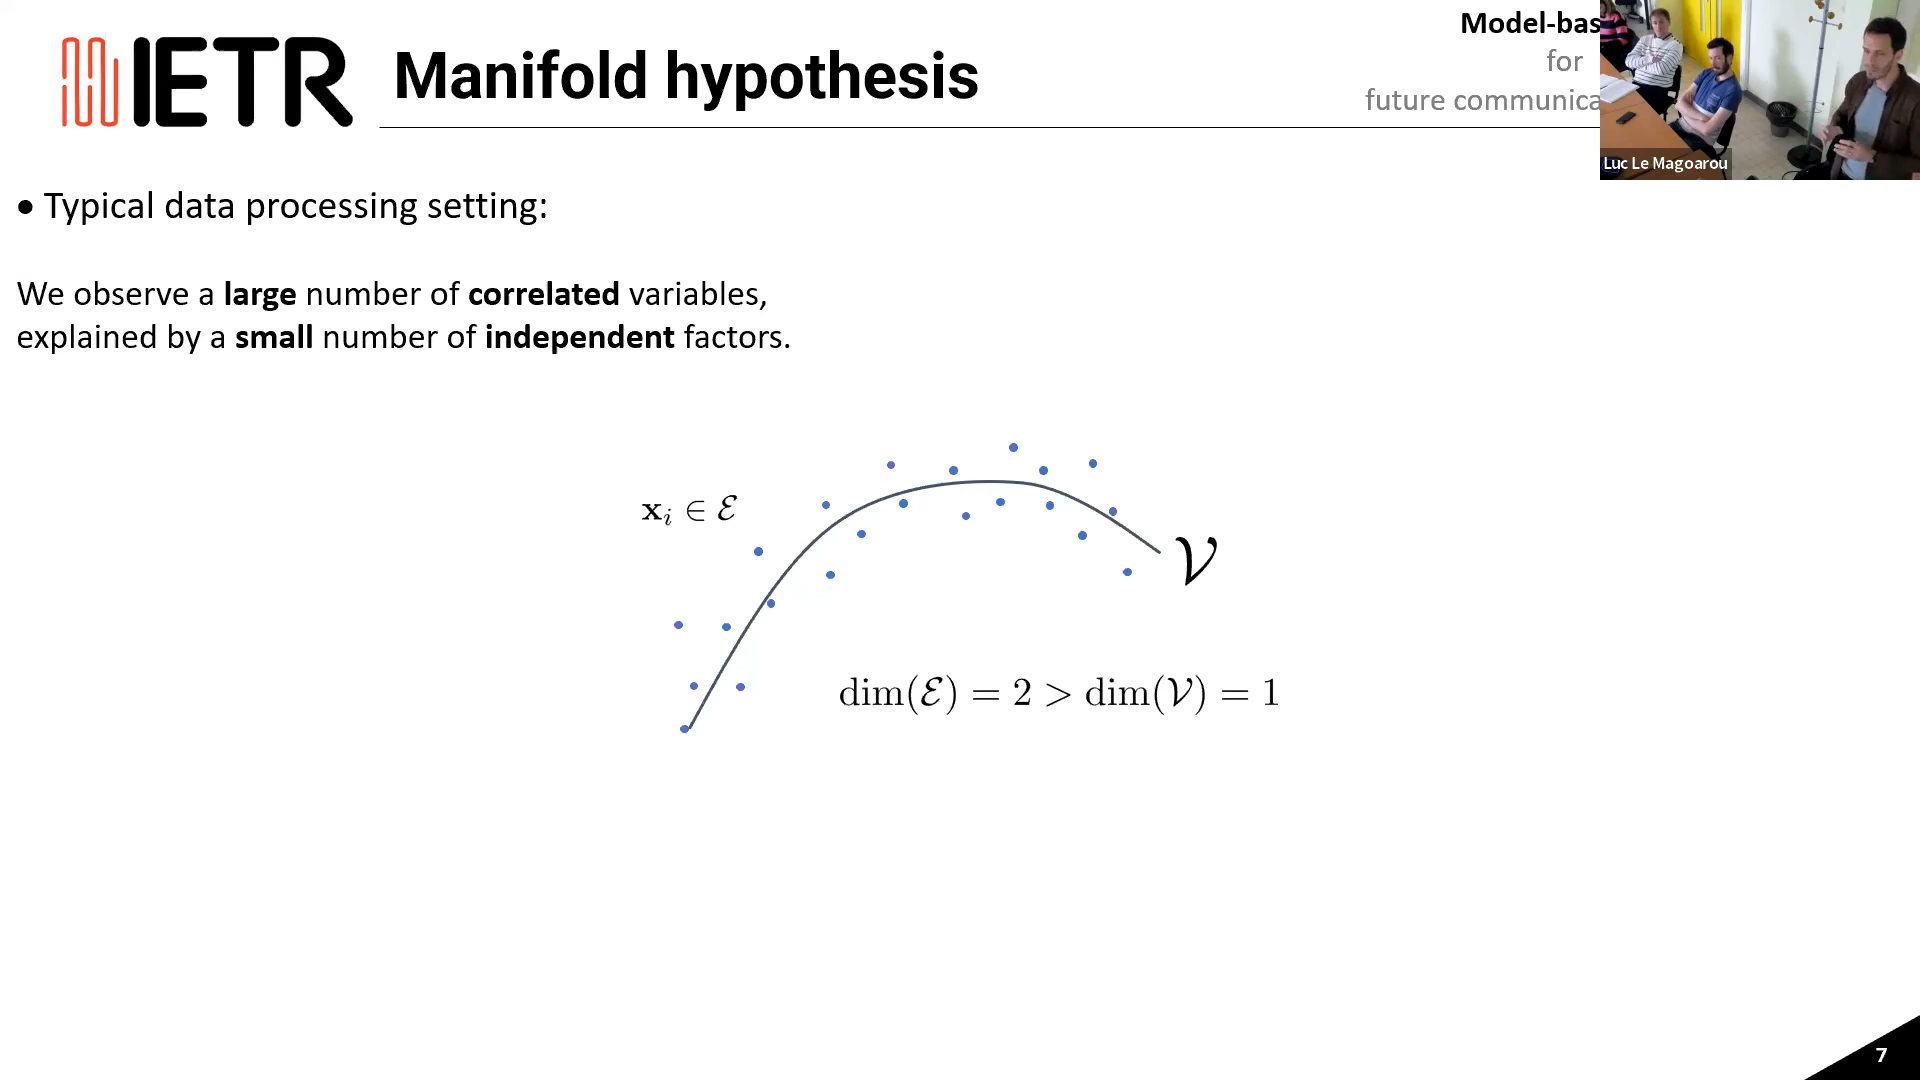 IETR
Manifold hypothesis
Model-bas
for
future communica
Luc Le Magoarou
• Typical data processing setting:
We observe a large number of correlated variables,
explained by a small number of independent factors.
𝐱ᵢ ∈ ℰ
𝒱
dim(ℰ) = 2 > dim(𝒱) = 1
7